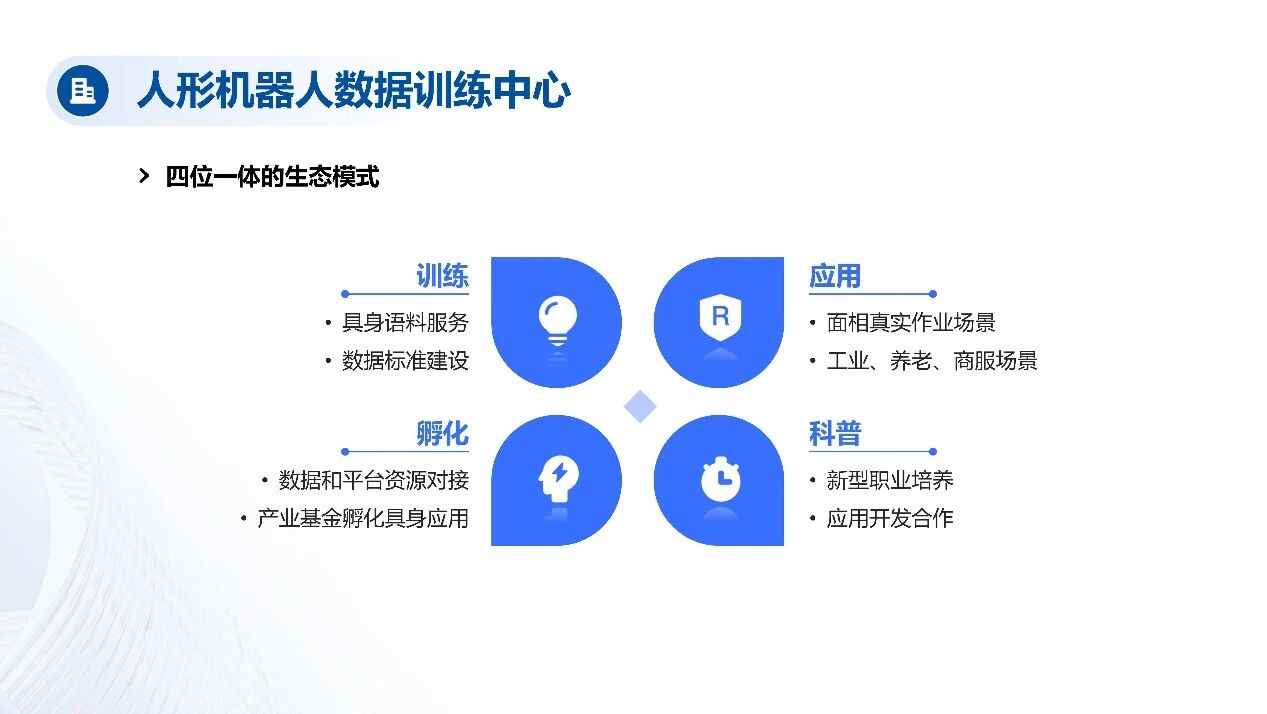 人形机器人数据训练中心
四位一体的生态模式
训练
• 具身语料服务
• 数据标准建设
应用
• 面相真实作业场景
• 工业、养老、商服场景
R
孵化
• 数据和平台资源对接
• 产业基金孵化具身应用
科普
• 新型职业培养
• 应用开发合作